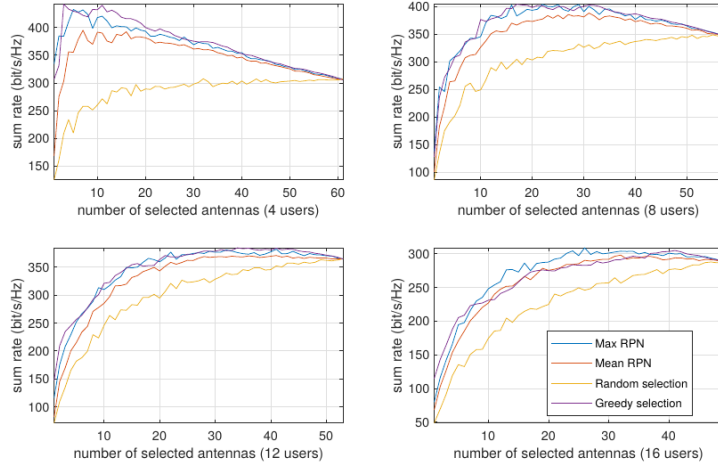 400
350
300
250
200
150
sum rate (bit/s/Hz)
10 20 30 40 50 60
number of selected antennas (4 users)
400
350
300
250
200
150
100
sum rate (bit/s/Hz)
10 20 30 40 50
number of selected antennas (8 users)
350
300
250
200
150
100
sum rate (bit/s/Hz)
10 20 30 40 50
number of selected antennas (12 users)
300
250
200
150
100
50
sum rate (bit/s/Hz)
10 20 30 40
number of selected antennas (16 users)
Max RPN
Mean RPN
Random selection
Greedy selection